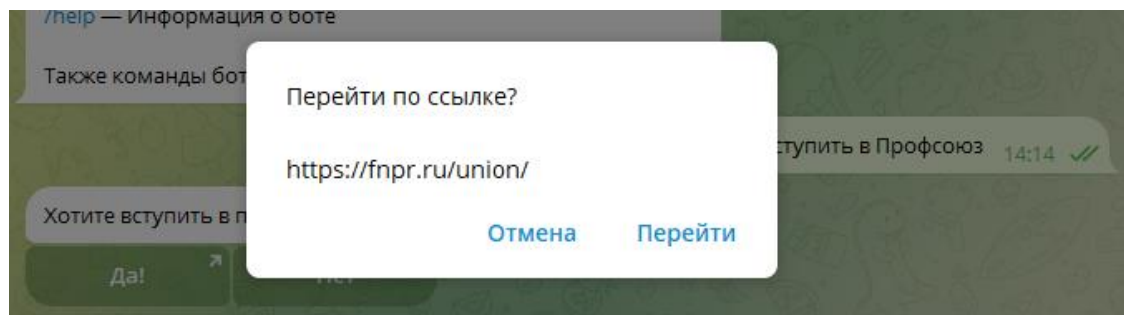 /help — Информация о боте
Также команды бот
Перейти по ссылке?
https://fnpr.ru/union/
Отмена Перейти
ступить в Профсоюз 14:14
Хотите вступить в п
Да!